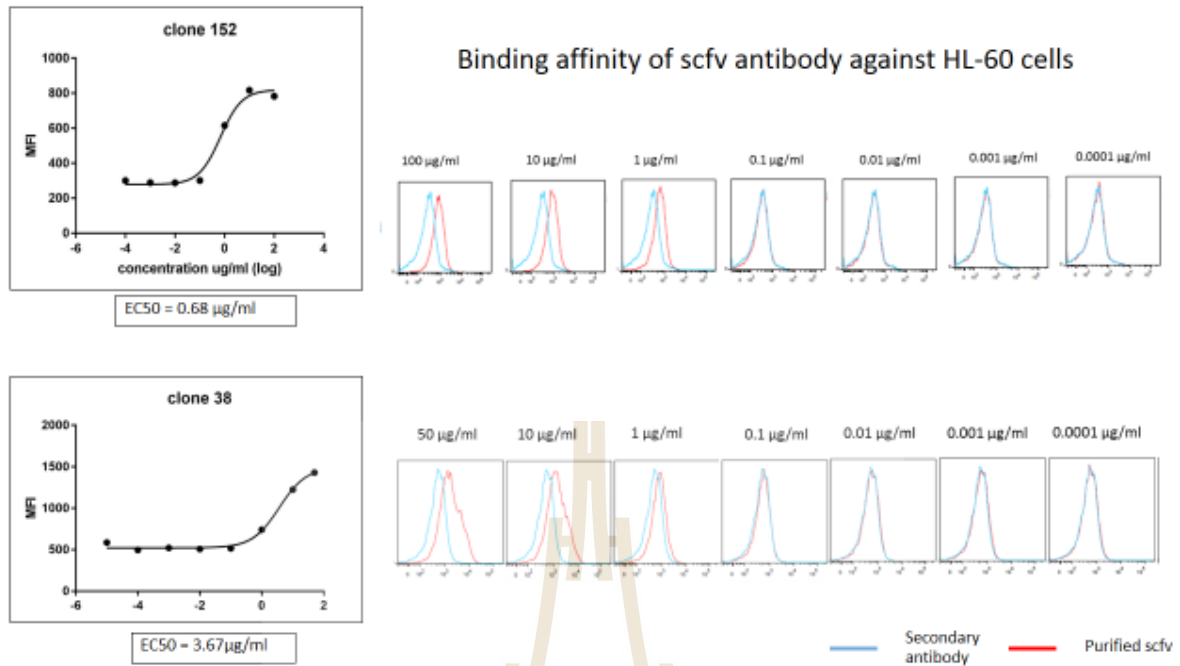 clone 152
Binding affinity of scfv antibody against HL-60 cells
1000
800
600
400
200
0
MFI
-6 -4 -2 0 2 4
concentration ug/ml (log)
EC50 = 0.68 µg/ml
100 µg/ml 10 µg/ml 1 µg/ml 0.1 µg/ml 0.01 µg/ml 0.001 µg/ml 0.0001 µg/ml
clone 38
2000
1500
1000
500
0
MFI
-6 -4 -2 0 2
EC50 = 3.67µg/ml
50 µg/ml 10 µg/ml 1 µg/ml 0.1 µg/ml 0.01 µg/ml 0.001 µg/ml 0.0001 µg/ml
Secondary
antibody
Purified scfv